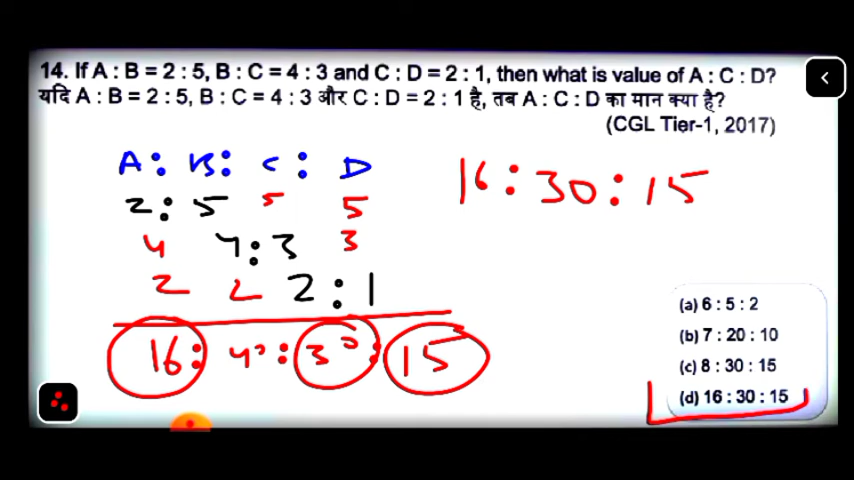 14. If A : B = 2 : 5, B : C = 4 : 3 and C : D = 2 : 1, then what is value of A : C : D?
यदि A : B = 2 : 5, B : C = 4 : 3 और C : D = 2 : 1 है, तब A : C : D का मान क्या है?
(CGL Tier-1, 2017)
A : B : C : D
2 : 5 5 5
4 4 : 3 3
2 2 2 : 1
16 : 40 : 30 : 15
16 : 30 : 15
(a) 6 : 5 : 2
(b) 7 : 20 : 10
(c) 8 : 30 : 15
(d) 16 : 30 : 15